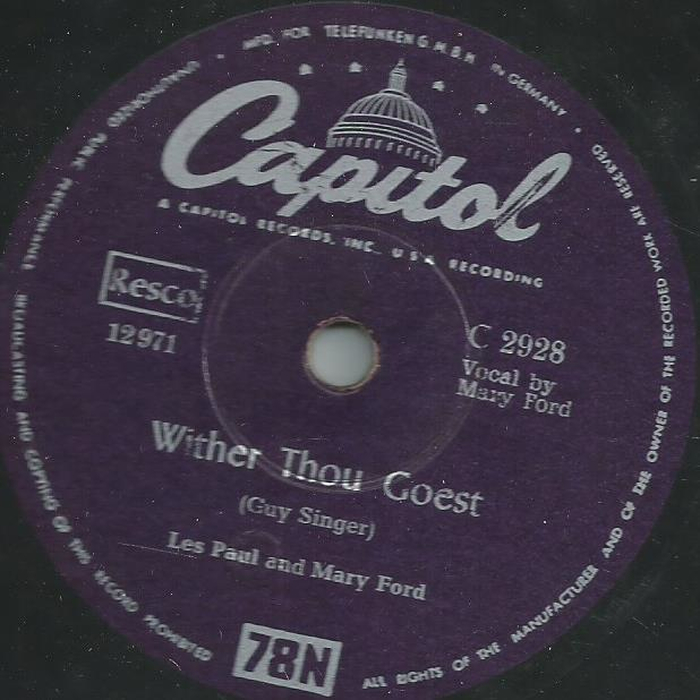 MFD. FOR TELEFUNKEN G.M.B.H. IN GERMANY
ALL RIGHTS OF THE MANUFACTURER AND OF THE OWNER OF THE RECORDED WORK ARE RESERVED
UNAUTHORIZED PUBLIC PERFORMANCE BROADCASTING AND COPYING OF THIS RECORD PROHIBITED
Capitol
A CAPITOL RECORDS, INC. U.S.A. RECORDING
Resco
12971
C 2928
Vocal by
Mary Ford
Wither Thou Goest
(Guy Singer)
Les Paul and Mary Ford
78N